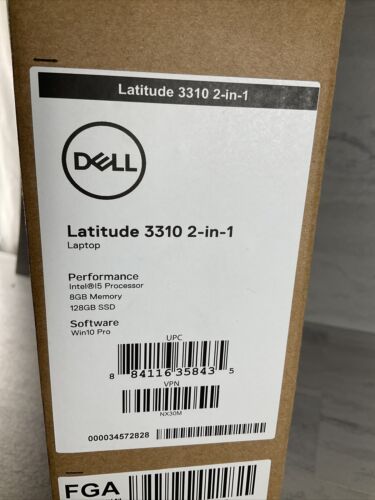 Latitude 3310 2-in-1
DELL
Latitude 3310 2-in-1
Laptop
Performance
Intel®I5 Processor
8GB Memory
128GB SSD
Software
Win10 Pro
UPC
8 84116 35843 5
VPN
NX30M
000034572828
FGA